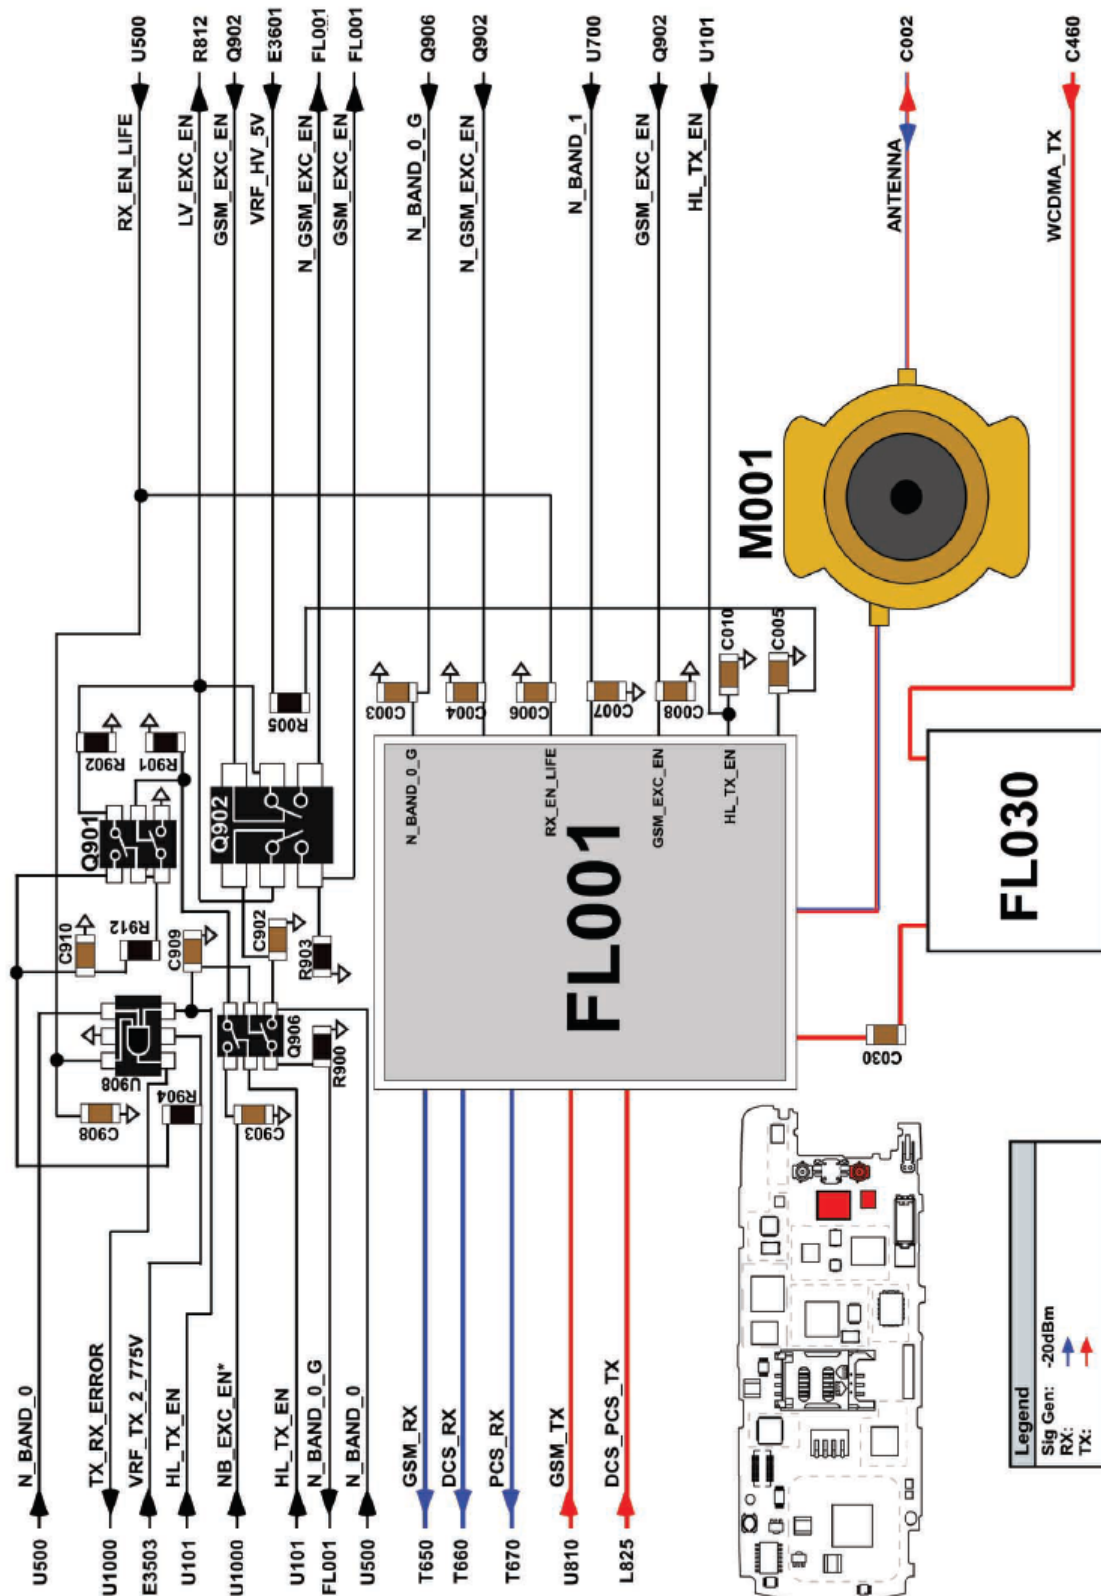 U500 RX_EN_LIFE
R812 LV_EXC_EN
Q902 GSM_EXC_EN
E3601 VRF_HV_5V
FL001 N_GSM_EXC_EN
FL001 GSM_EXC_EN
Q906 N_BAND_0_G
Q902 N_GSM_EXC_EN
U700 N_BAND_1
Q902 GSM_EXC_EN
U101 HL_TX_EN
C002 ANTENNA
C460 WCDMA_TX
R902
R901
Q901
Q902
R005
C910
R912
C909
C902
R903
U908
Q906
R900
R904
C908
C903
C003
C004
C006
C007
C008
C010
C005
N_BAND_0_G
RX_EN_LIFE
GSM_EXC_EN
HL_TX_EN
FL001
M001
FL030
C030
U500 N_BAND_0
U1000 TX_RX_ERROR
E3503 VRF_TX_2_775V
U101 HL_TX_EN
U1000 NB_EXC_EN*
U101 HL_TX_EN
FL001 N_BAND_0_G
U500 N_BAND_0
T650 GSM_RX
T660 DCS_RX
T670 PCS_RX
U810 GSM_TX
L825 DCS_PCS_TX
Legend
Sig Gen: -20dBm
RX:
TX: